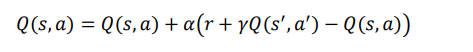 Q(s, a) = Q(s, a) + α(r + γQ(s′, a′) − Q(s, a))